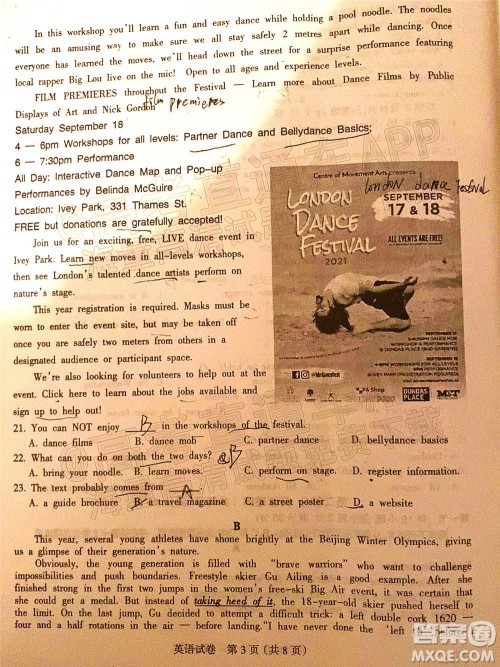 In this workshop you'll learn a fun and easy dance while holding a pool noodle. The noodles
will be an amusing way to make sure we all stay safely 2 metres apart while dancing. Once
everyone has learned the moves, we'll head down the street for a surprise performance featuring
local rapper Big Lou live on the mic! Open to all ages and experience levels.
FILM PREMIERES throughout the Festival — Learn more about Dance Films by Public
Displays of Art and Nick Gordon
film premieres
Saturday September 18
4 — 6pm Workshops for all levels: Partner Dance and Bellydance Basics;
6 — 7:30pm Performance
All Day: Interactive Dance Map and Pop-up
Performances by Belinda McGuire
Location: Ivey Park, 331 Thames St.
FREE but donations are gratefully accepted!
Join us for an exciting, free, LIVE dance event in
Ivey Park. Learn new moves in all-levels workshops,
then see London's talented dance artists perform on
nature's stage.
This year registration is required. Masks must be
worn to enter the event site, but may be taken off
once you are safely two meters from others in a
designated audience or participant space.
We're also looking for volunteers to help out at the
event. Click here to learn about the jobs available and
sign up to help out!
Centre of Movement Arts presents
LONDON
DANCE
FESTIVAL
2021
london dance festival
SEPTEMBER
17 & 18
ALL EVENTS ARE FREE!
DUNDAS
PLACE
21. You can NOT enjoy B in the workshops of the festival.
A. dance films B. dance mob C. partner dance D. bellydance basics
22. What can you do on both the two days? B
A. bring your noodle. B. learn moves. C. perform on stage. D. register information.
23. The text probably comes from A
A. a guide brochure B. a travel magazine C. a street poster D. a website
B
This year, several young athletes have shone brightly at the Beijing Winter Olympics, giving
us a glimpse of their generation's nature.
Obviously, the young generation is filled with "brave warriors" who want to challenge
impossibilities and push boundaries. Freestyle skier Gu Ailing is a good example. After she
finished strong in the first two jumps in the women's free-ski Big Air event, it was certain that
she could get a medal. But instead of taking heed of it, the 18-year-old skier pushed herself to
the limit. On the last jump, Gu decided to attempt a difficult trick: a left double cork 1620 —
four and a half rotations in the air — before landing. "I have never done the 'left
英语试卷 第3页(共8页)
答案圈
MXQE.COM